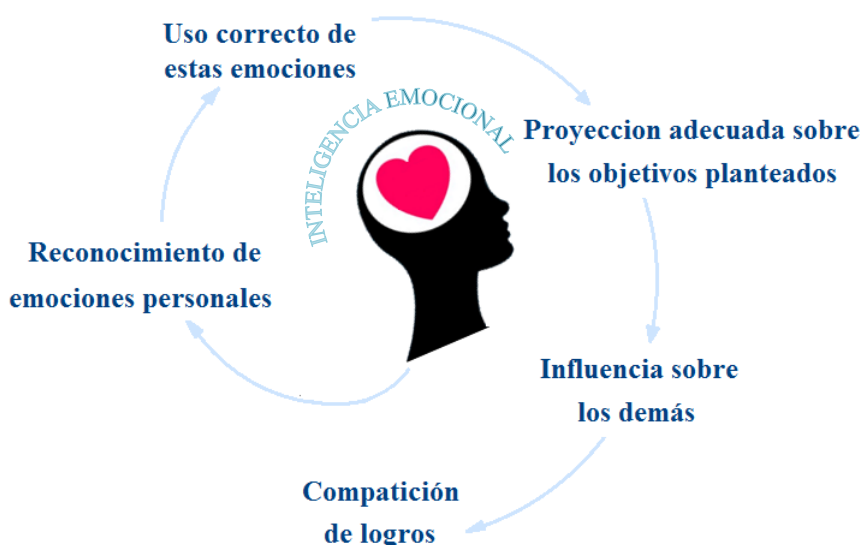 Uso correcto de
estas emociones
INTELIGENCIA EMOCIONAL
Proyeccion adecuada sobre
los objetivos planteados
Reconocimiento de
emociones personales
Influencia sobre
los demás
Compatición
de logros